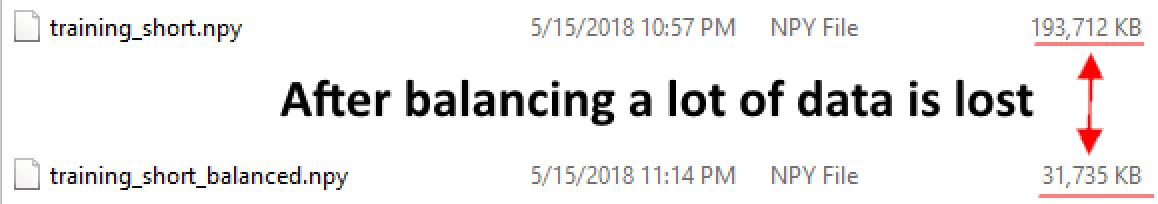 training_short.npy 5/15/2018 10:57 PM NPY File 193,712 KB
After balancing a lot of data is lost
training_short_balanced.npy 5/15/2018 11:14 PM NPY File 31,735 KB